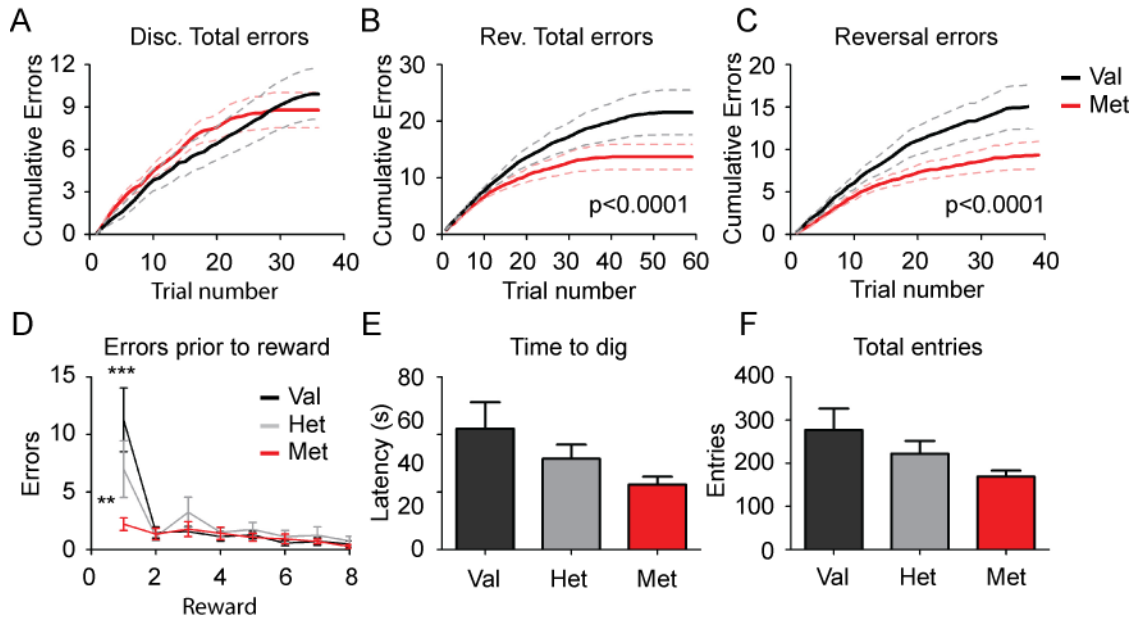 A
Disc. Total errors
Cumulative Errors
12
9
6
3
0
0 10 20 30 40
Trial number
B
Rev. Total errors
Cumulative Errors
30
20
10
0
p<0.0001
0 10 20 30 40 50 60
Trial number
C
Reversal errors
Cumulative Errors
20
15
10
5
0
p<0.0001
0 10 20 30 40
Trial number
Val
Met
D
Errors prior to reward
Errors
15
10
5
0
***
**
Val
Het
Met
0 2 4 6 8
Reward
E
Time to dig
Latency (s)
80
60
40
20
0
Val Het Met
F
Total entries
Entries
400
300
200
100
0
Val Het Met